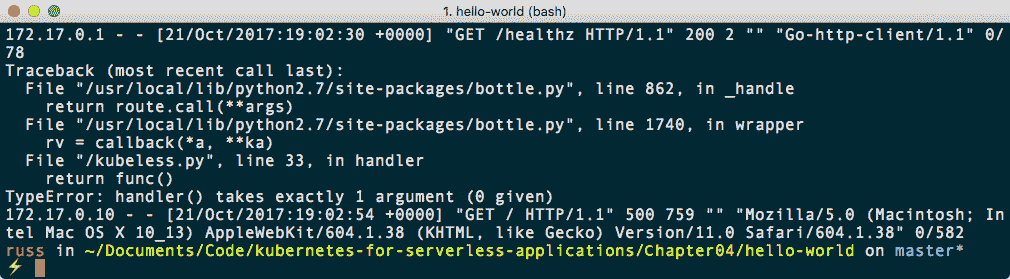 1. hello-world (bash)
172.17.0.1 - - [21/Oct/2017:19:02:30 +0000] "GET /healthz HTTP/1.1" 200 2 "" "Go-http-client/1.1" 0/
78
Traceback (most recent call last):
  File "/usr/local/lib/python2.7/site-packages/bottle.py", line 862, in _handle
    return route.call(**args)
  File "/usr/local/lib/python2.7/site-packages/bottle.py", line 1740, in wrapper
    rv = callback(*a, **ka)
  File "/kubeless.py", line 33, in handler
    return func()
TypeError: handler() takes exactly 1 argument (0 given)
172.17.0.10 - - [21/Oct/2017:19:02:54 +0000] "GET / HTTP/1.1" 500 759 "" "Mozilla/5.0 (Macintosh; In
tel Mac OS X 10_13) AppleWebKit/604.1.38 (KHTML, like Gecko) Version/11.0 Safari/604.1.38" 0/582
russ in ~/Documents/Code/kubernetes-for-serverless-applications/Chapter04/hello-world on master*
⚡